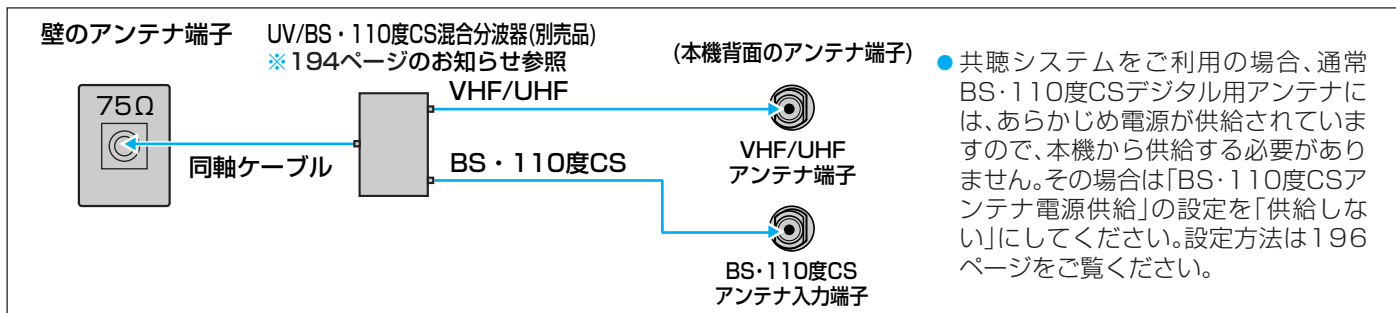 壁のアンテナ端子
UV/BS・110度CS混合分波器(別売品)
※194ページのお知らせ参照
75Ω
同軸ケーブル
VHF/UHF
BS・110度CS
(本機背面のアンテナ端子)
VHF/UHF
アンテナ端子
BS・110度CS
アンテナ入力端子
●共聴システムをご利用の場合、通常
BS・110度CSデジタル用アンテナに
は、あらかじめ電源が供給されていま
すので、本機から供給する必要があり
ません。その場合は「BS・110度CSア
ンテナ電源供給」の設定を「供給しな
い」にしてください。設定方法は196
ページをご覧ください。